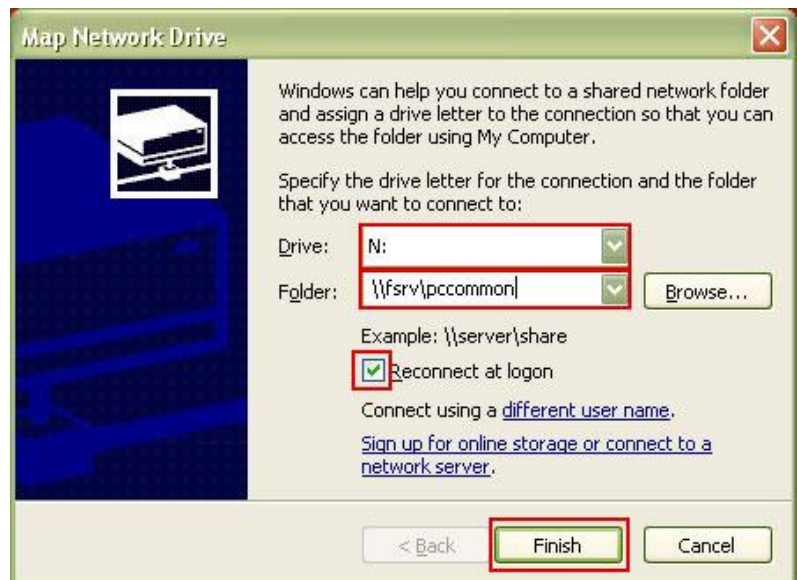 Map Network Drive
Windows can help you connect to a shared network folder
and assign a drive letter to the connection so that you can
access the folder using My Computer.
Specify the drive letter for the connection and the folder
that you want to connect to:
Drive: N:
Folder: \\fsrv\pccommon Browse...
Example: \\server\share
Reconnect at logon
Connect using a different user name.
Sign up for online storage or connect to a
network server.
< Back Finish Cancel